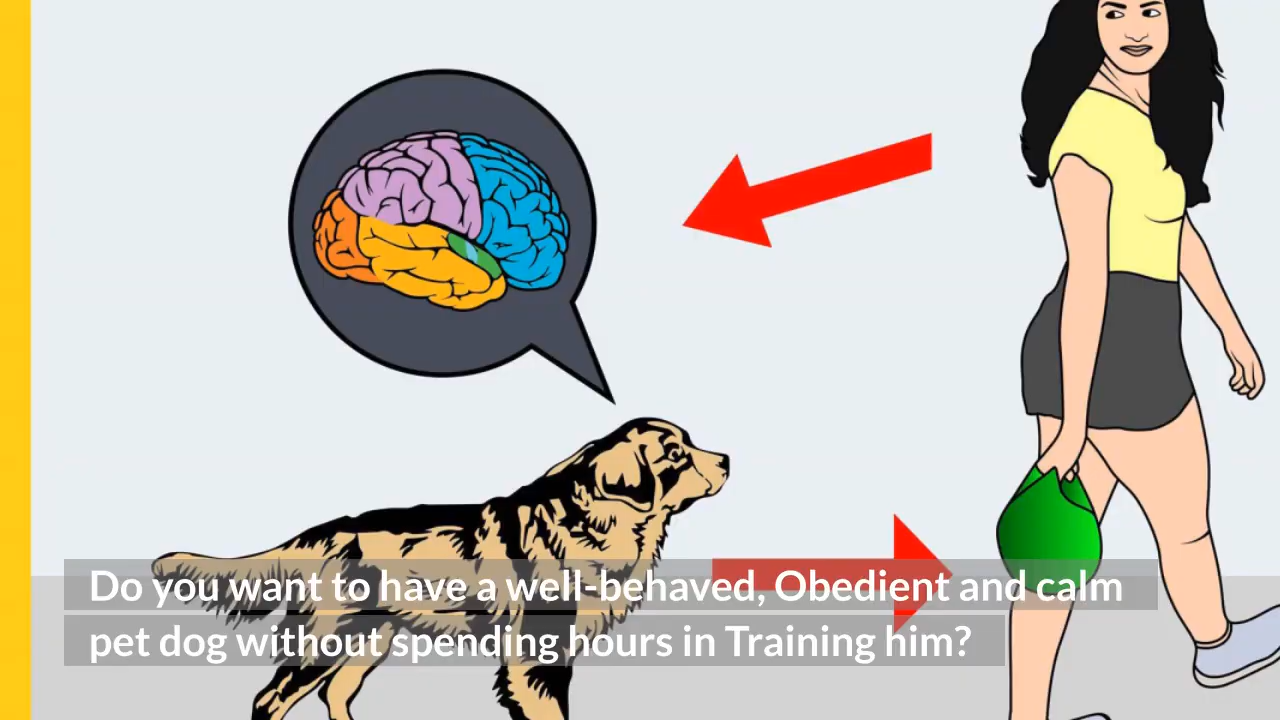 Do you want to have a well-behaved, Obedient and calm
pet dog without spending hours in Training him?